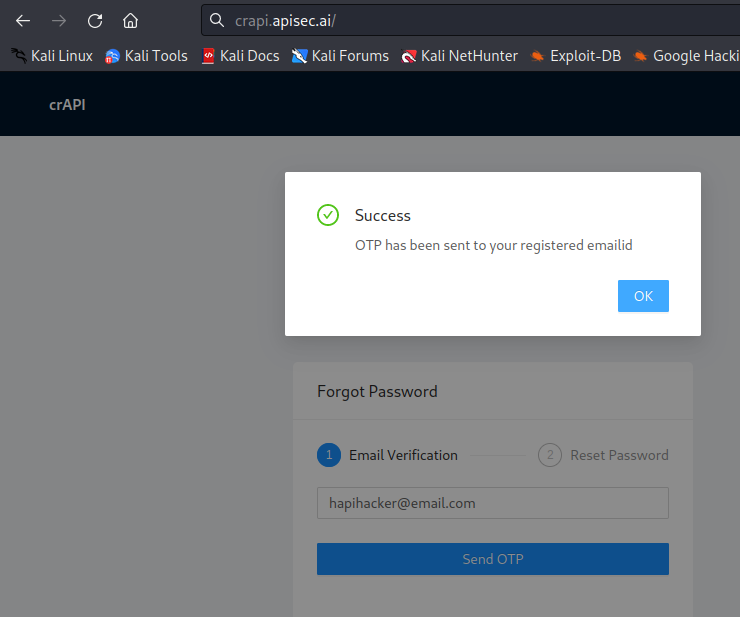 crapi.apisec.ai/
Kali Linux Kali Tools Kali Docs Kali Forums Kali NetHunter Exploit-DB Google Hacki
crAPI
Success
OTP has been sent to your registered emailid
OK
Forgot Password
1 Email Verification 2 Reset Password
hapihacker@email.com
Send OTP